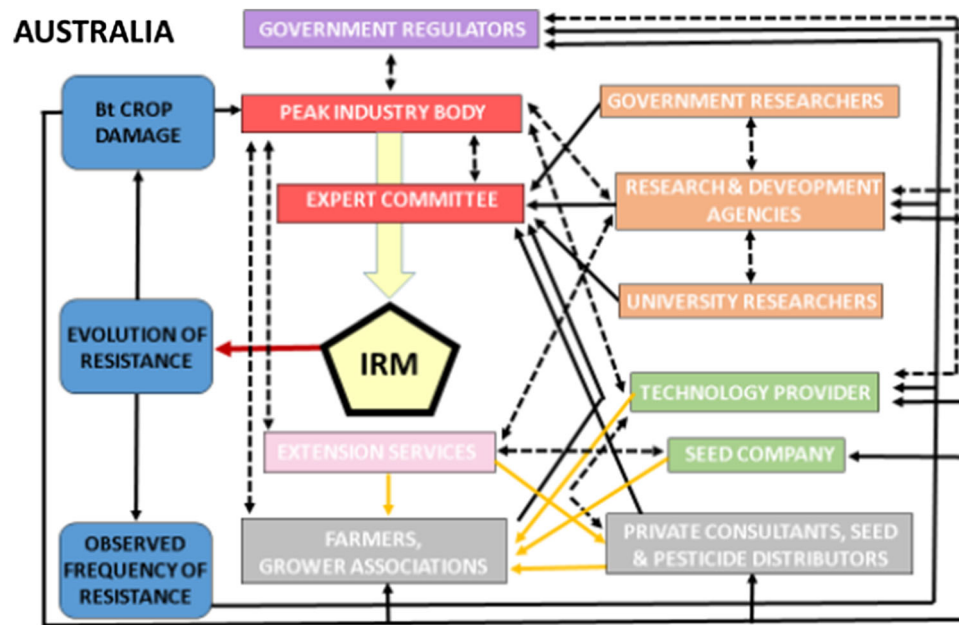 AUSTRALIA
GOVERNMENT REGULATORS
Bt CROP
DAMAGE
PEAK INDUSTRY BODY
GOVERNMENT RESEARCHERS
EXPERT COMMITTEE
RESEARCH & DEVEOPMENT
AGENCIES
UNIVERSITY RESEARCHERS
EVOLUTION OF
RESISTANCE
IRM
TECHNOLOGY PROVIDER
EXTENSION SERVICES
SEED COMPANY
OBSERVED
FREQUENCY OF
RESISTANCE
FARMERS,
GROWER ASSOCIATIONS
PRIVATE CONSULTANTS, SEED
& PESTICIDE DISTRIBUTORS